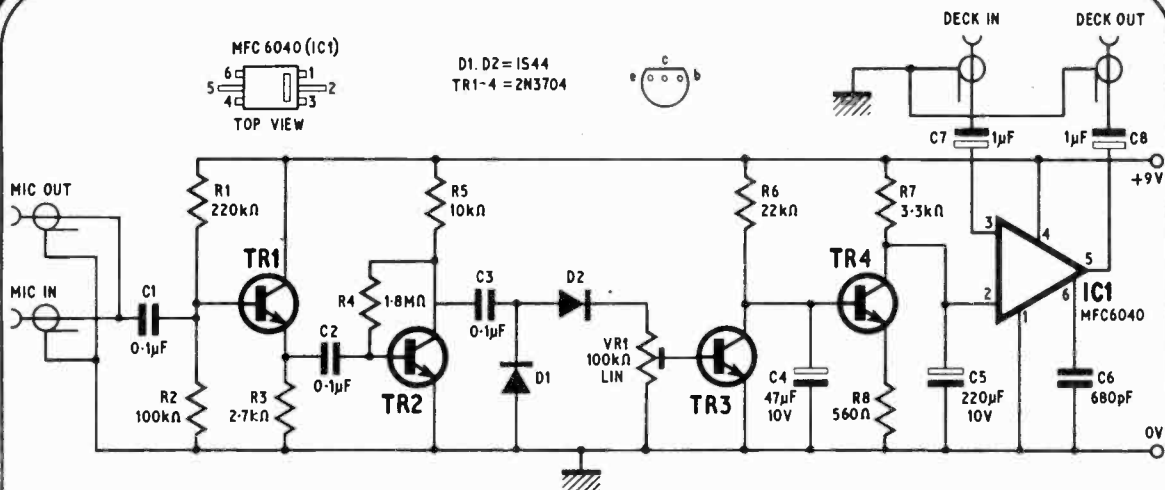 DECK IN
DECK OUT
MFC 6040 (IC1)
6
1
5
2
4
3
TOP VIEW
D1. D2 = IS44
TR1-4 = 2N3704
e
c
b
C7
1µF
1µF
C8
+9V
MIC OUT
R1
220kΩ
R5
10kΩ
R6
22kΩ
R7
3·3kΩ
TR1
TR4
3
4
5
IC1
MFC6040
6
2
1
MIC IN
C1
0·1µF
R4
1·8MΩ
C3
0·1µF
D2
C2
0·1µF
VR1
100kΩ
LIN
D1
R2
100kΩ
R3
2·7kΩ
TR2
TR3
C4
47µF
10V
R8
560Ω
C5
220µF
10V
C6
680pF
0V